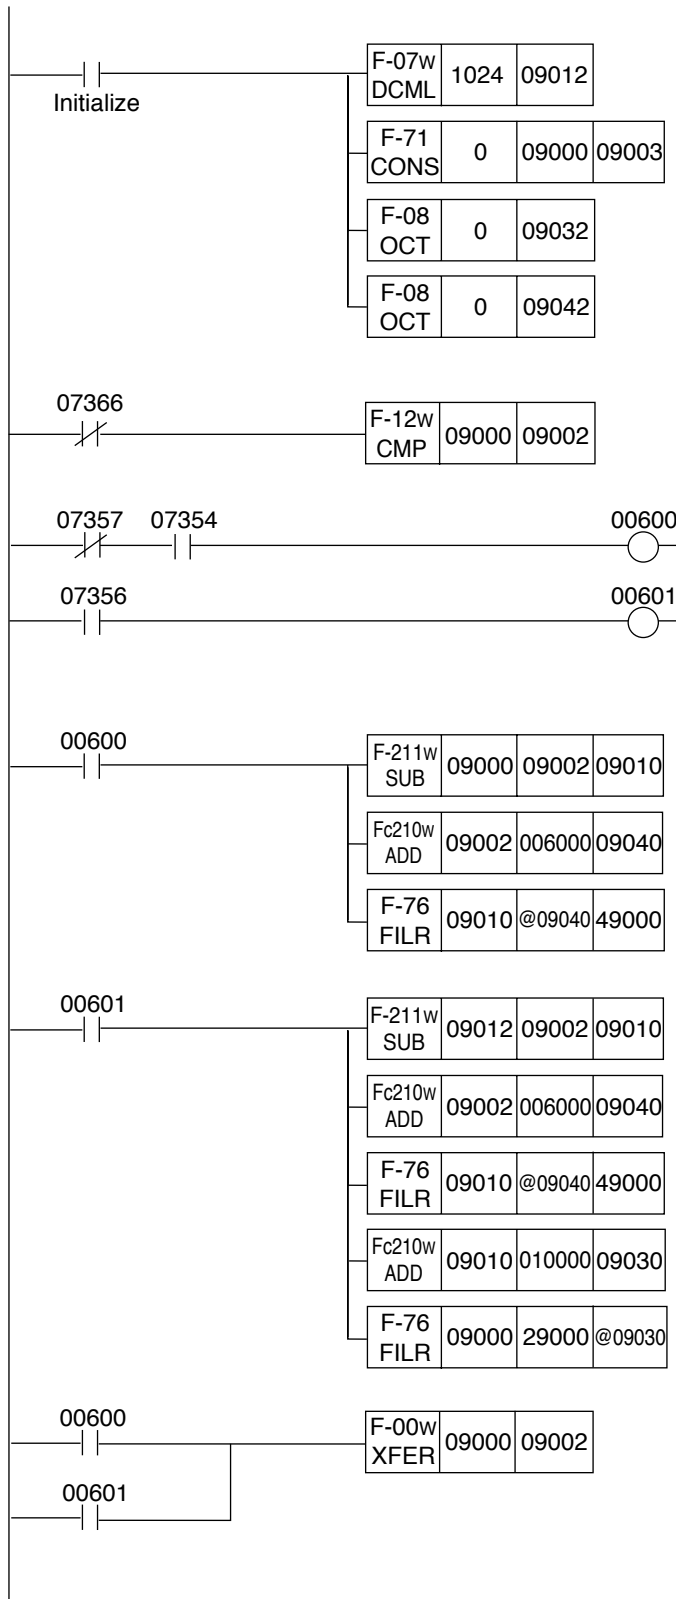 F-07w DCML 1024 09012
Initialize
F-71 CONS 0 09000 09003
F-08 OCT 0 09032
F-08 OCT 0 09042
07366
F-12w CMP 09000 09002
07357 07354 00600
07356 00601
00600
F-211w SUB 09000 09002 09010
Fc210w ADD 09002 006000 09040
F-76 FILR 09010 @09040 49000
00601
F-211w SUB 09012 09002 09010
Fc210w ADD 09002 006000 09040
F-76 FILR 09010 @09040 49000
Fc210w ADD 09010 010000 09030
F-76 FILR 09000 29000 @09030
00600
F-00w XFER 09000 09002
00601